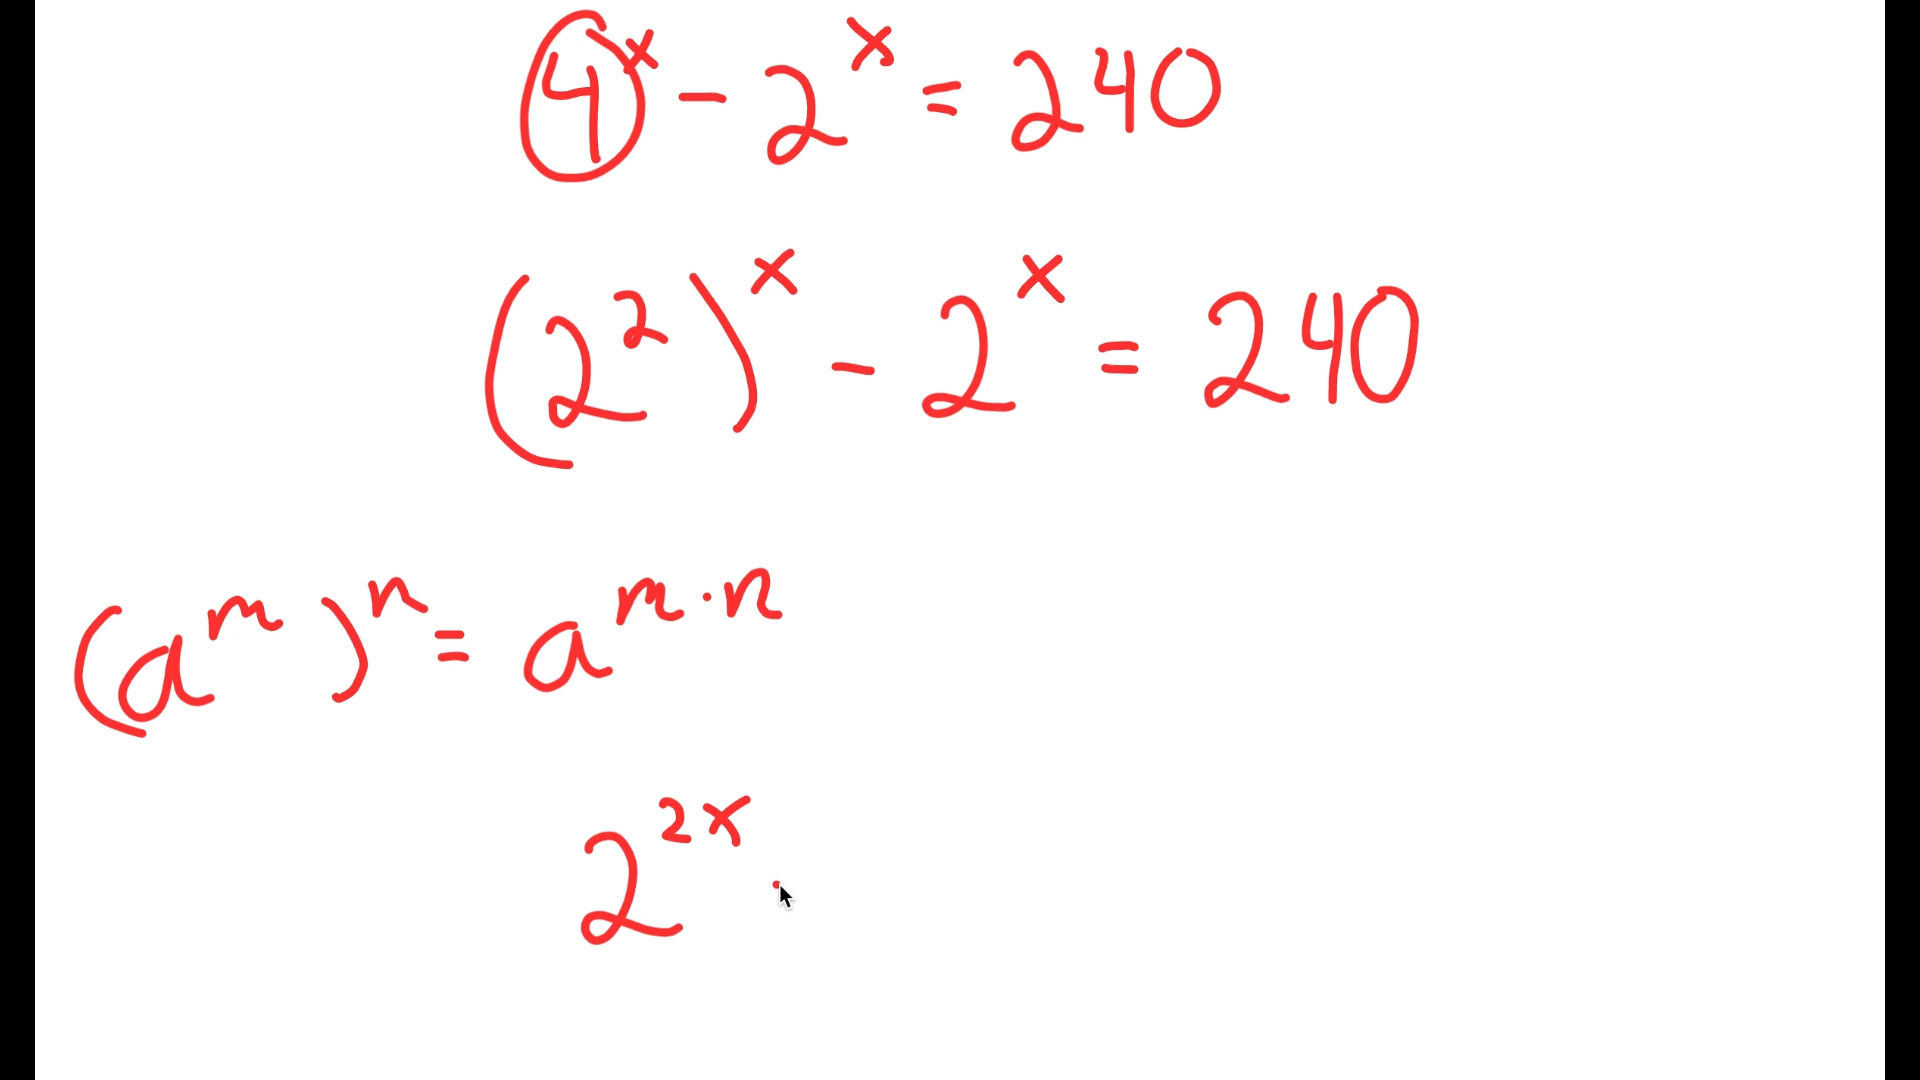 4^x - 2^x = 240
(2^2)^x - 2^x = 240
(a^m)^n = a^{m·n}
2^{2x}